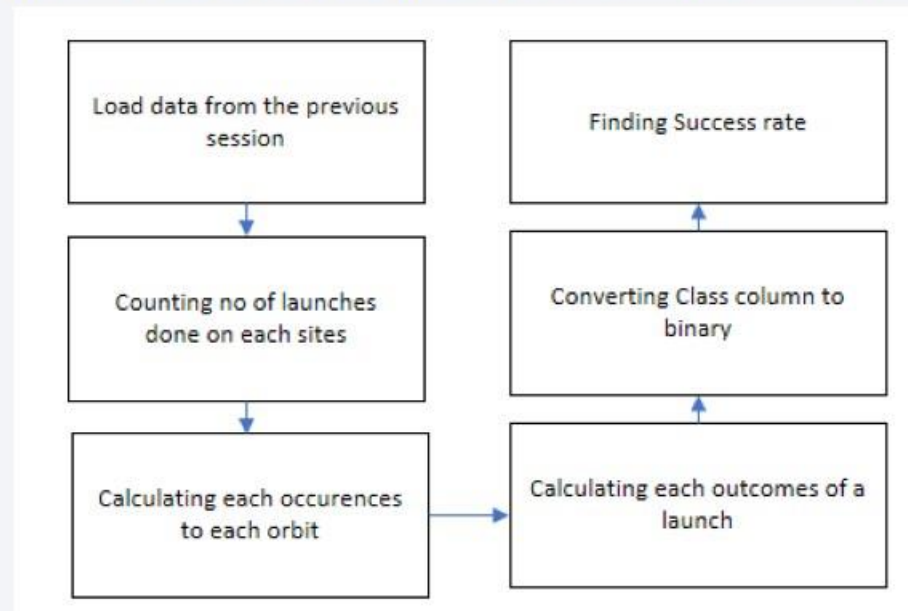 Load data from the previous
session
Counting no of launches
done on each sites
Calculating each occurences
to each orbit
Calculating each outcomes of a
launch
Converting Class column to
binary
Finding Success rate